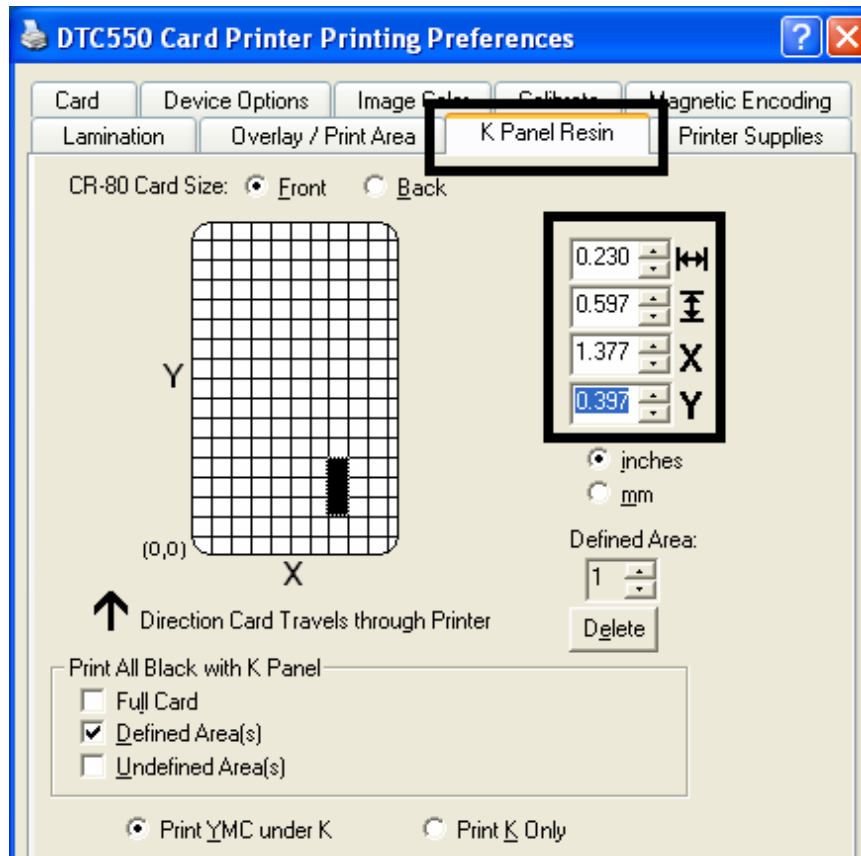 DTC550 Card Printer Printing Preferences
Card Device Options Image Color Calibrate Magnetic Encoding
Lamination Overlay / Print Area K Panel Resin Printer Supplies
CR-80 Card Size: Front Back
0.230
0.597
1.377 X
Y 0.397 Y
inches
mm
(0,0)
X
Defined Area:
1
Direction Card Travels through Printer
Delete
Print All Black with K Panel
Full Card
Defined Area(s)
Undefined Area(s)
Print YMC under K Print K Only